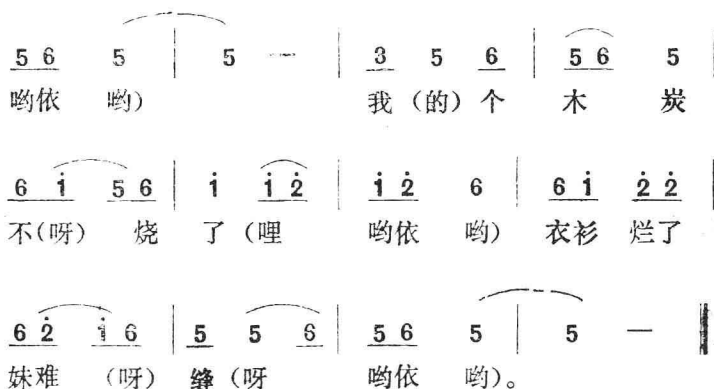 5 6 5 | 5 — | 3 5 6 | 5 6 5 |
哟依 哟) 我 (的) 个 木 炭
6 i̇ 5 6 | i̇ i̇ 2̇ | i̇ 2̇ 6 | 6 i̇ 2̇ 2̇ |
不(呀) 烧 了 (哩 哟依 哟) 衣衫 烂了
6 2̇ i̇ 6 | 5 5 6 | 5 6 5 | 5 — ‖
妹难 (呀) 缝 (呀 哟依 哟)。